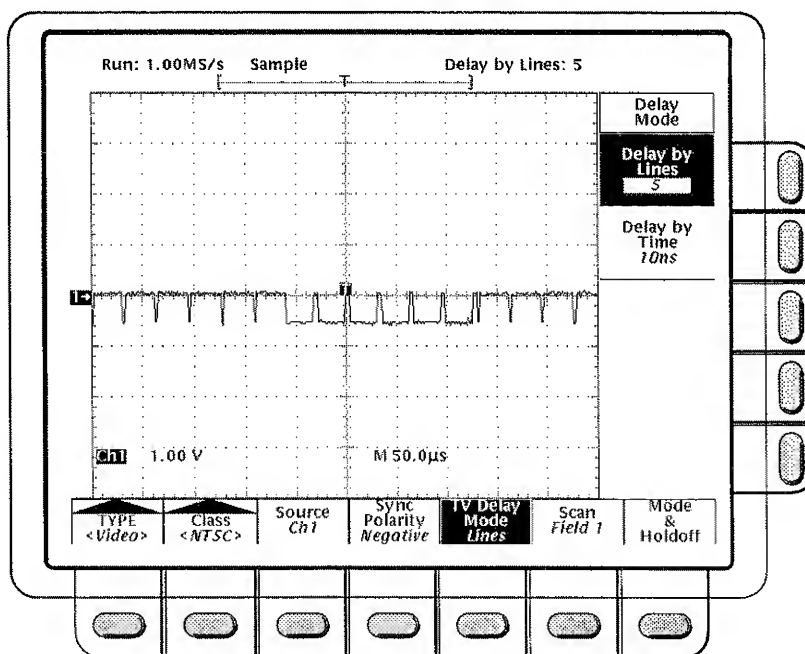 Run: 1.00MS/s Sample Delay by Lines: 5
[ T ]
Delay
Mode
Delay by
Lines
5
Delay by
Time
10ns
T
1→
Ch1 1.00 V M 50.0µs
TYPE
<Video>
Class
<NTSC>
Source
Ch1
Sync
Polarity
Negative
TV Delay
Mode
Lines
Scan
Field 1
Mode
&
Holdoff